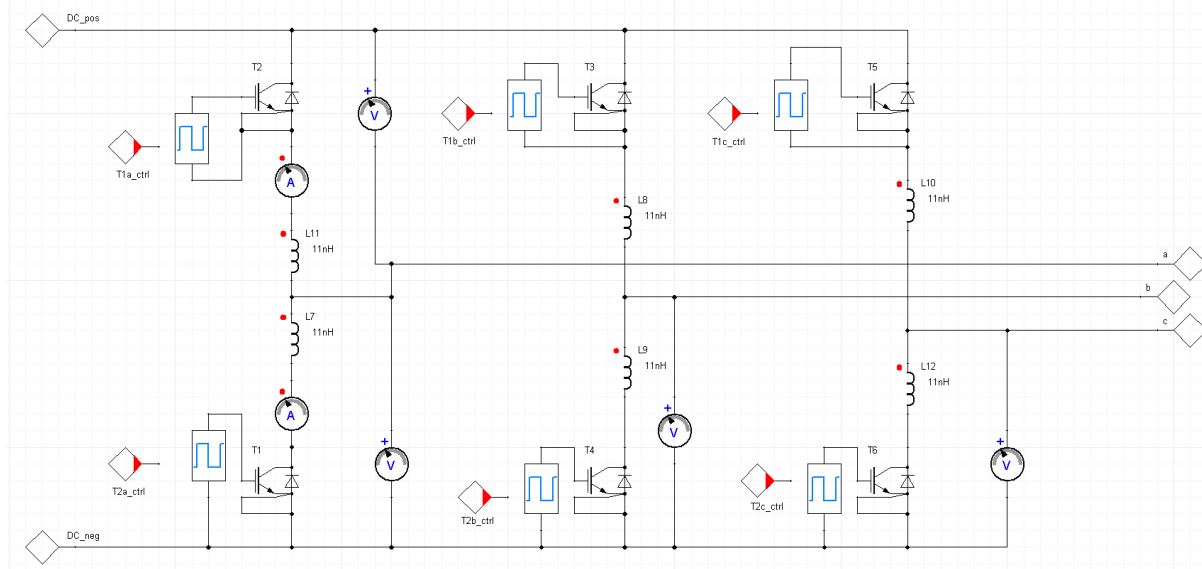 DC_pos
T2
T3
T5
V
T1a_ctrl
T1b_ctrl
T1c_ctrl
A
L11
11nH
L8
11nH
L10
11nH
a
b
c
L7
11nH
L9
11nH
L12
11nH
A
V
V
V
T1
T4
T6
T2a_ctrl
T2b_ctrl
T2c_ctrl
DC_neg
+
+
+
+